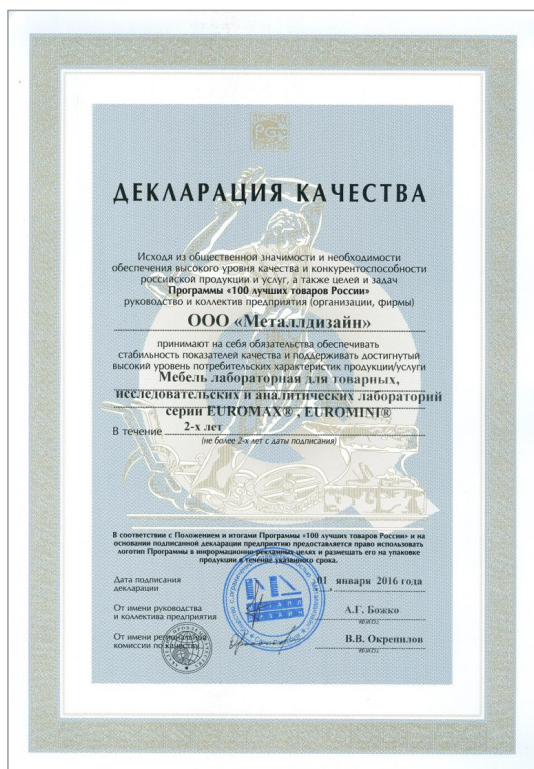 ДЕКЛАРАЦИЯ КАЧЕСТВА
Исходя из общественной значимости и необходимости
обеспечения высокого уровня качества и конкурентоспособности
российской продукции и услуг, а также целей и задач
Программы «100 лучших товаров России»
руководство и коллектив предприятия (организации, фирмы)
ООО «Металлдизайн»
принимают на себя обязательства обеспечивать
стабильность показателей качества и поддерживать достигнутый
высокий уровень потребительских характеристик продукции/услуги
Мебель лабораторная для товарных,
исследовательских и аналитических лабораторий
серии EUROMAX®, EUROMINI®
В течение 2-х лет
(не более 2-х лет с даты подписания)
В соответствии с Положением и итогами Программы «100 лучших товаров России» и на
основании подписанной декларации предприятию предоставляется право использовать
логотип Программы в информационно-рекламных целях и размещать его на упаковке
продукции в течение указанного срока.
Дата подписания
декларации
01 января 2016 года
От имени руководства
и коллектива предприятия
А.Г. Божко
От имени региональной
комиссии по качеству
В.В. Окрепилов